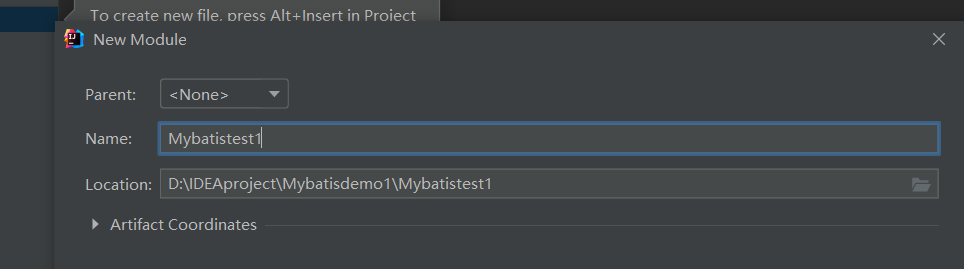 To create new file, press Alt+Insert in Project
New Module
Parent: <None>
Name: Mybatistest1
Location: D:\IDEAproject\Mybatisdemo1\Mybatistest1
Artifact Coordinates